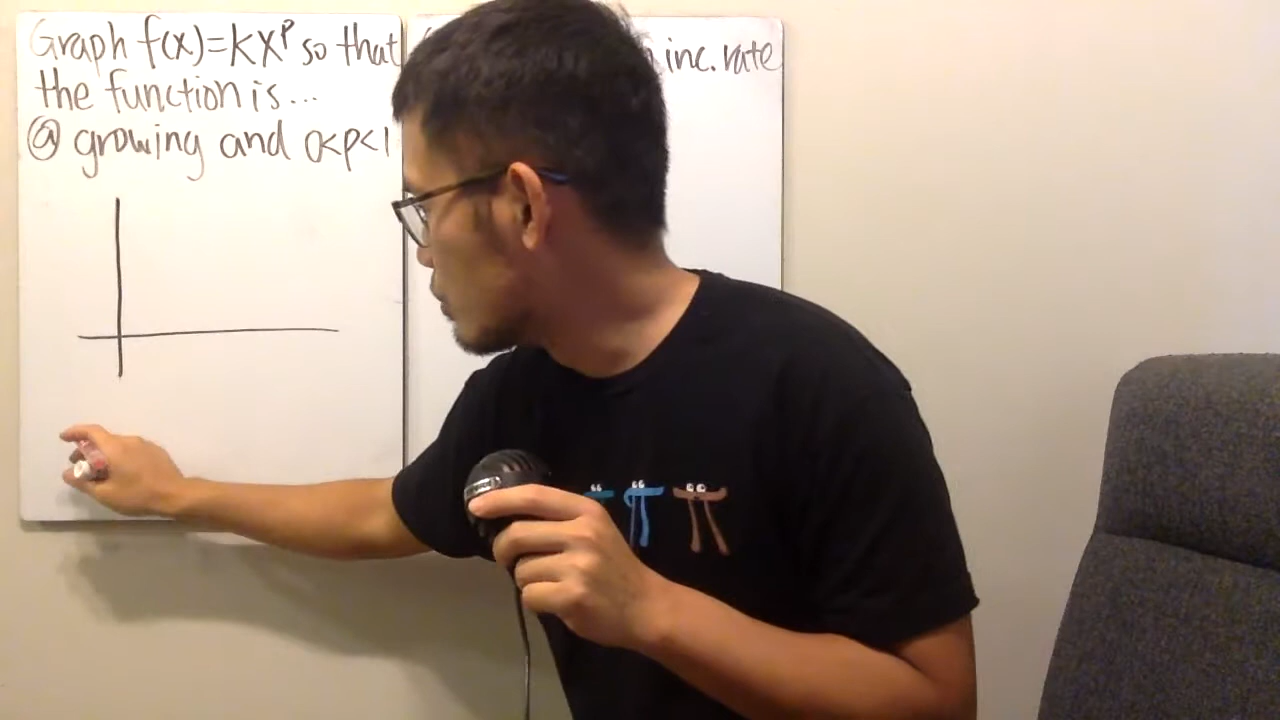 Graph f(x)=kx^p so that
the function is...
ⓐ growing and 0<p<1
inc. rate